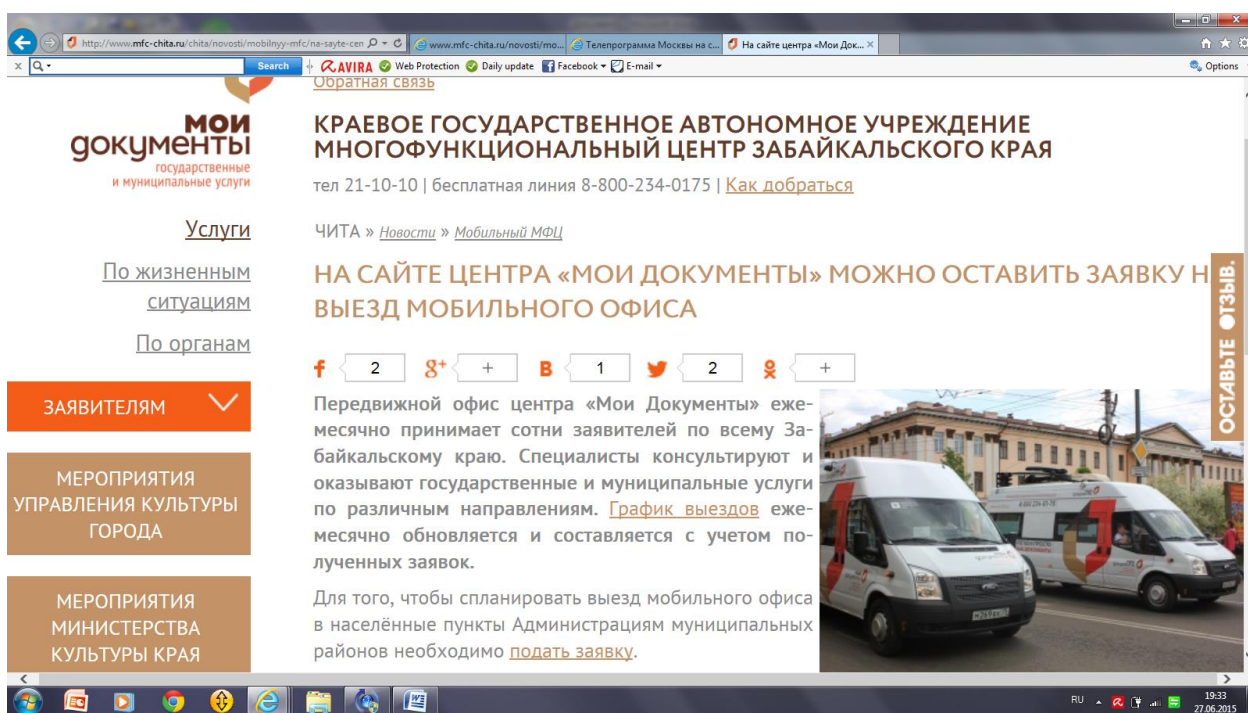 http://www.mfc-chita.ru/chita/novosti/mobilnyy-mfc/na-sayte-cen
www.mfc-chita.ru/novosti/mo...
Телепрограмма Москвы на с...
На сайте центра «Мои Док...
x
Search
AVIRA
Web Protection
Daily update
Facebook
E-mail
Options
Обратная связь
мои
документы
государственные
и муниципальные услуги
КРАЕВОЕ ГОСУДАРСТВЕННОЕ АВТОНОМНОЕ УЧРЕЖДЕНИЕ
МНОГОФУНКЦИОНАЛЬНЫЙ ЦЕНТР ЗАБАЙКАЛЬСКОГО КРАЯ
тел 21-10-10 | бесплатная линия 8-800-234-0175 | Как добраться
Услуги
По жизненным
ситуациям
По органам
ЗАЯВИТЕЛЯМ
МЕРОПРИЯТИЯ
УПРАВЛЕНИЯ КУЛЬТУРЫ
ГОРОДА
МЕРОПРИЯТИЯ
МИНИСТЕРСТВА
КУЛЬТУРЫ КРАЯ
ЧИТА » Новости » Мобильный МФЦ
НА САЙТЕ ЦЕНТРА «МОИ ДОКУМЕНТЫ» МОЖНО ОСТАВИТЬ ЗАЯВКУ Н
ВЫЕЗД МОБИЛЬНОГО ОФИСА
2 + 1 2 +
Передвижной офис центра «Мои Документы» еже-
месячно принимает сотни заявителей по всему За-
байкальскому краю. Специалисты консультируют и
оказывают государственные и муниципальные услуги
по различным направлениям. График выездов еже-
месячно обновляется и составляется с учетом по-
лученных заявок.
Для того, чтобы спланировать выезд мобильного офиса
в населённые пункты Администрациям муниципальных
районов необходимо подать заявку.
ОСТАВЬТЕ ОТЗЫВ.
RU
19:33
27.06.2015